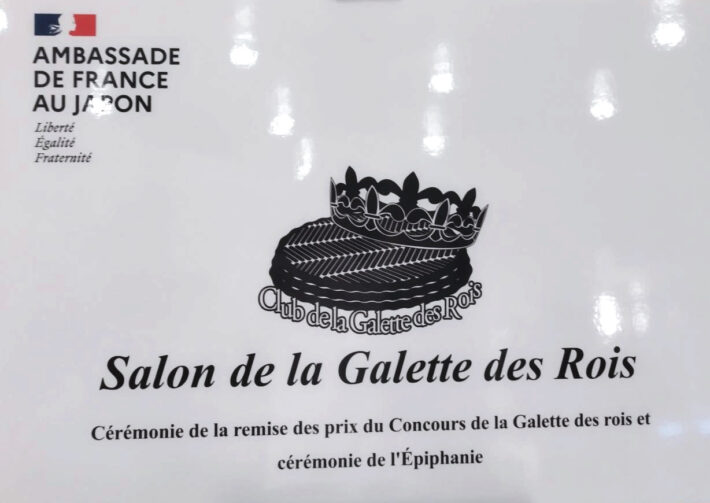 AMBASSADE
DE FRANCE
AU JAPON
Liberté
Égalité
Fraternité
Club de la Galette des Rois
Salon de la Galette des Rois
Cérémonie de la remise des prix du Concours de la Galette des rois et
cérémonie de l'Épiphanie